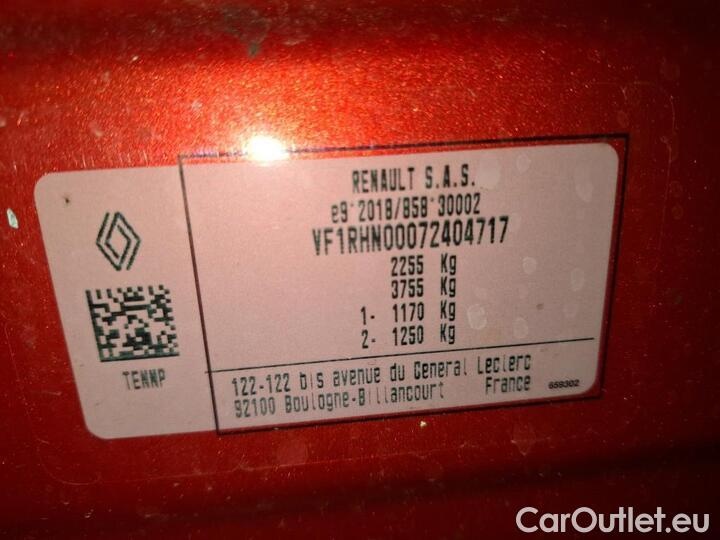 RENAULT S.A.S.
e9*2018/858*30002
VF1RHN00072404717
2255 Kg
3755 Kg
1- 1170 Kg
2- 1250 Kg
TENNP
122-122 bis avenue du General Leclerc
92100 Boulogne-Billancourt France
659302
CarOutlet.eu